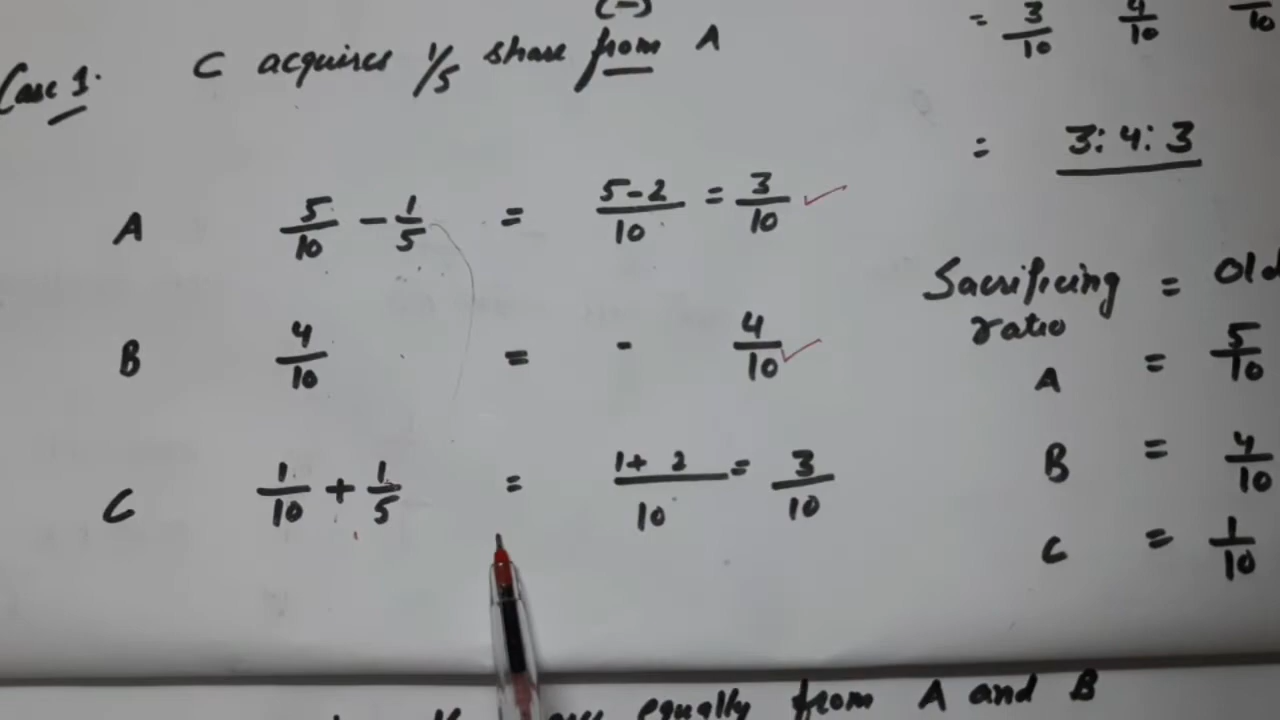 (-)
Case 1. C acquires 1/5 share from A
A 5/10 - 1/5 = 5-2/10 = 3/10
B 4/10 = - 4/10
C 1/10 + 1/5 = 1+ 2/10 = 3/10
= 3/10 4/10 /10
= 3:4:3
Sacrificing ratio = Old
A = 5/10
B = 4/10
C = 1/10
equally from A and B